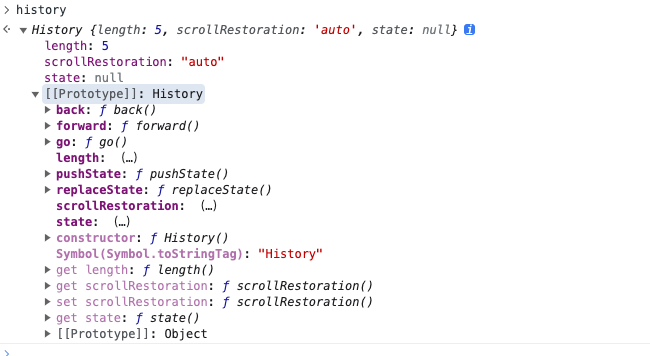 history
History {length: 5, scrollRestoration: 'auto', state: null} i
length: 5
scrollRestoration: "auto"
state: null
[[Prototype]]: History
back: ƒ back()
forward: ƒ forward()
go: ƒ go()
length: (…)
pushState: ƒ pushState()
replaceState: ƒ replaceState()
scrollRestoration: (…)
state: (…)
constructor: ƒ History()
Symbol(Symbol.toStringTag): "History"
get length: ƒ length()
get scrollRestoration: ƒ scrollRestoration()
set scrollRestoration: ƒ scrollRestoration()
get state: ƒ state()
[[Prototype]]: Object